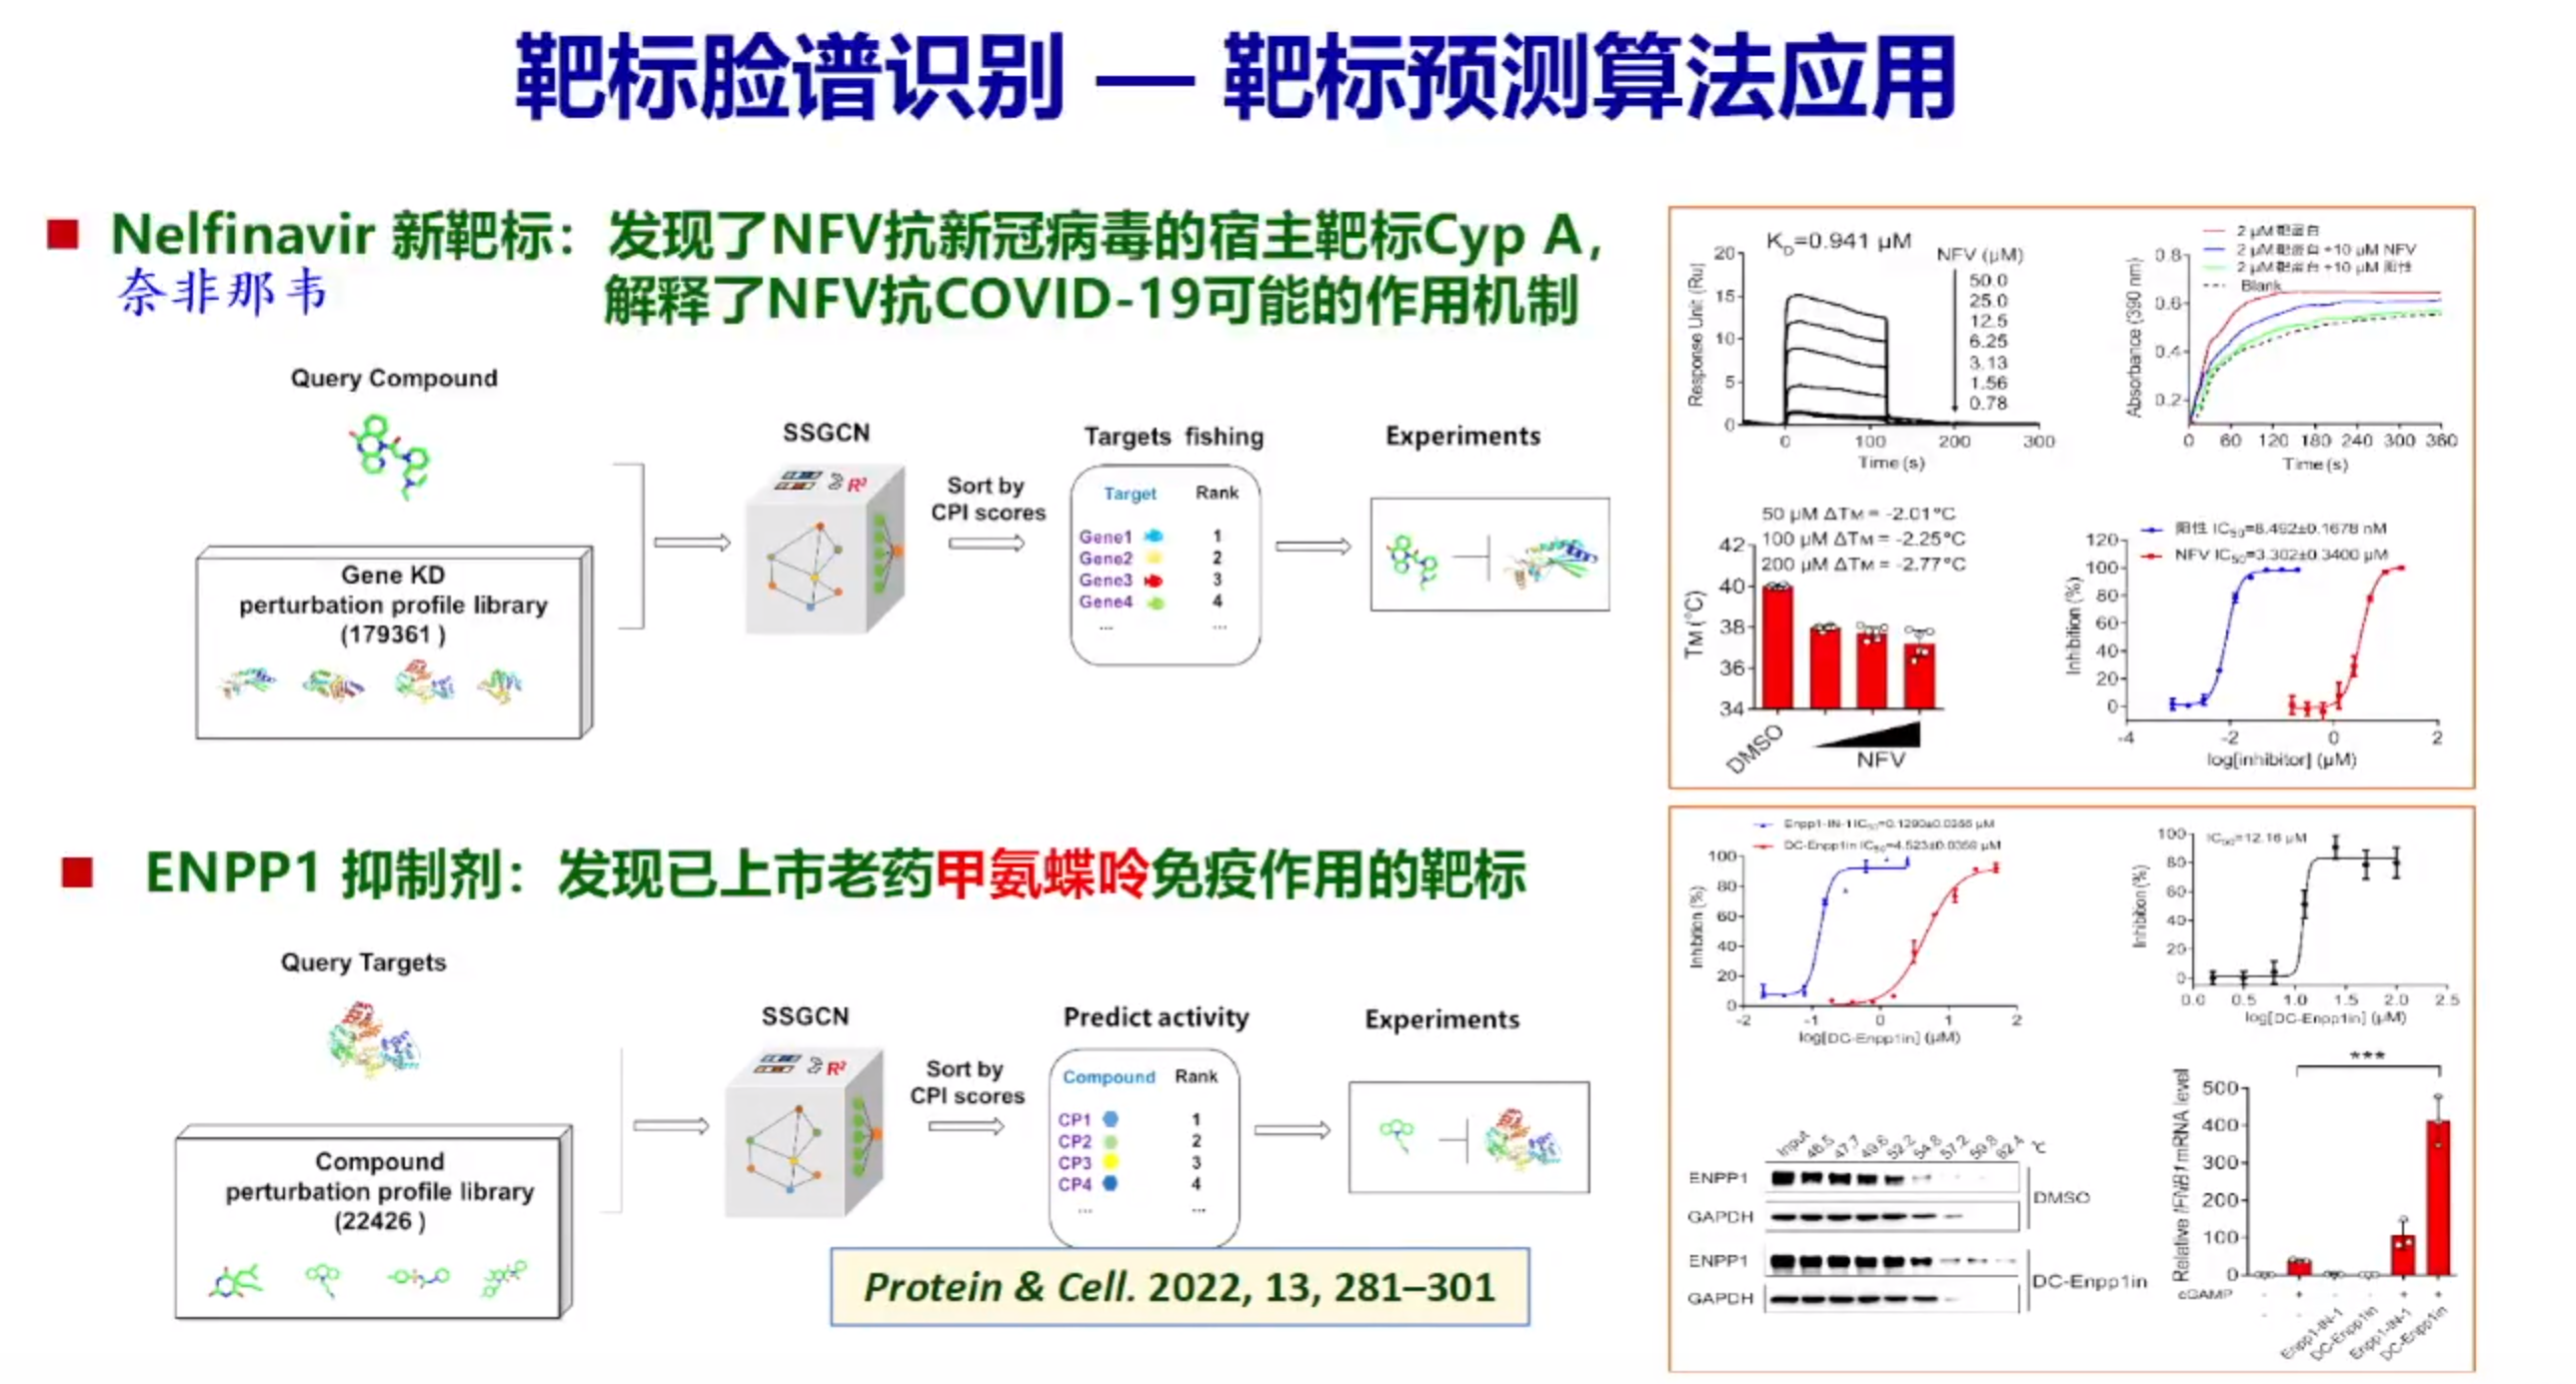 靶标脸谱识别 — 靶标预测算法应用
Nelfinavir 新靶标：发现了NFV抗新冠病毒的宿主靶标Cyp A，
奈非那韦
解释了NFV抗COVID-19可能的作用机制
Query Compound
Gene KD
perturbation profile library
(179361 )
SSGCN
R²
Sort by
CPI scores
Targets fishing
Target Rank
Gene1 1
Gene2 2
Gene3 3
Gene4 4
... ...
Experiments
K_D=0.941 μM
NFV (μM)
50.0
25.0
12.5
6.25
3.13
1.56
0.78
Response Unit (Ru)
20
15
10
5
0
0 100 200 300
Time (s)
2 μM 靶蛋白
2 μM 靶蛋白 +10 μM NFV
2 μM 靶蛋白 +10 μM 阳性
Blank
Absorbance (390 nm)
0.8
0.6
0.4
0.2
0 60 120 180 240 300 360
Time (s)
50 μM ΔTM = -2.01°C
100 μM ΔTM = -2.25°C
200 μM ΔTM = -2.77°C
TM (°C)
42
40
38
36
34
DMSO
NFV
阳性 IC50=8.492±0.1678 nM
NFV IC50=3.302±0.3400 μM
Inhibition (%)
120
100
80
60
40
20
0
-4 -2 0 2
log[inhibitor] (μM)
ENPP1 抑制剂：发现已上市老药甲氨蝶呤免疫作用的靶标
Query Targets
Compound
perturbation profile library
(22426 )
SSGCN
R²
Sort by
CPI scores
Predict activity
Compound Rank
CP1 1
CP2 2
CP3 3
CP4 4
... ...
Experiments
Protein & Cell. 2022, 13, 281–301
Enpp1-IN-1 IC50=0.1290±0.0356 μM
DC-Enpp1in IC50=4.523±0.0356 μM
Inhibition (%)
100
80
60
40
20
0
-2 -1 0 1 2
log[DC-Enpp1in] (μM)
IC50=12.16 μM
Inhibition (%)
100
80
60
40
20
0
0.0 0.5 1.0 1.5 2.0 2.5
log[DC-Enpp1in] (μM)
Input 46.5 47.7 49.6 52.2 54.8 57.2 59.8 62.4 °C
ENPP1
GAPDH
DMSO
ENPP1
GAPDH
DC-Enpp1in
***
Relative IFNB1 mRNA level
500
400
300
200
100
0
cGAMP - + - - + +
- - Enpp1-IN-1 DC-Enpp1in Enpp1-IN-1 DC-Enpp1in